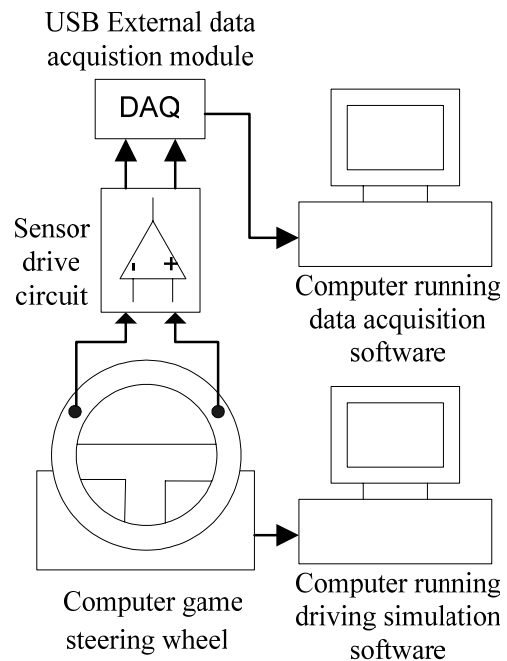 USB External data
acquistion module
DAQ
Sensor
drive
circuit
- +
Computer running
data acquisition
software
Computer game
steering wheel
Computer running
driving simulation
software